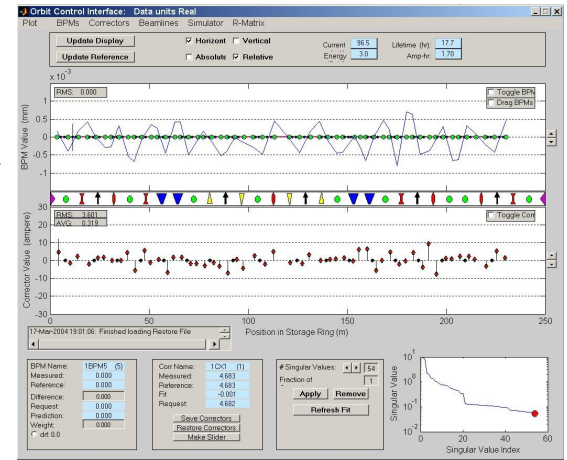 Orbit Control Interface: Data units Real
Plot BPMs Correctors Beamlines Simulator R-Matrix
Update Display
Horizont Vertical
Current 96.5 Lifetime (hr): 17.7
Update Reference
Absolute Relative
Energy 3.0 Amp-hr: 1.70
x 10-3
RMS: 0.000
Toggle BPM
Drag BPMs
1
0.5
0
-0.5
-1
BPM Value (mm)
30
RMS: 3.601
AVG: 0.319
Toggle Corr
20
10
0
-10
-20
-30
Corrector Value (ampere)
0 50 100 150 200 250
Position in Storage Ring (m)
17-Mar-2004 19:01:06: Finished loading Restore File
BPM Name: 1BPM5 (5)
Measured: 0.000
Reference: 0.000
Difference: 0.000
Request: 0.000
Prediction: 0.000
Weight: 0.000
dirt 0.0
Corr Name: 1CX1 (1)
Measured: 4.683
Reference: 4.683
Fit -0.001
Request: 4.682
Save Correctors
Restore Correctors
Make Slider
# Singular Values: 54
Fraction of 1
Apply Remove
Refresh Fit
10 1
10 0
10 -1
10 -2
Singular Value
0 20 40 60
Singular Value Index